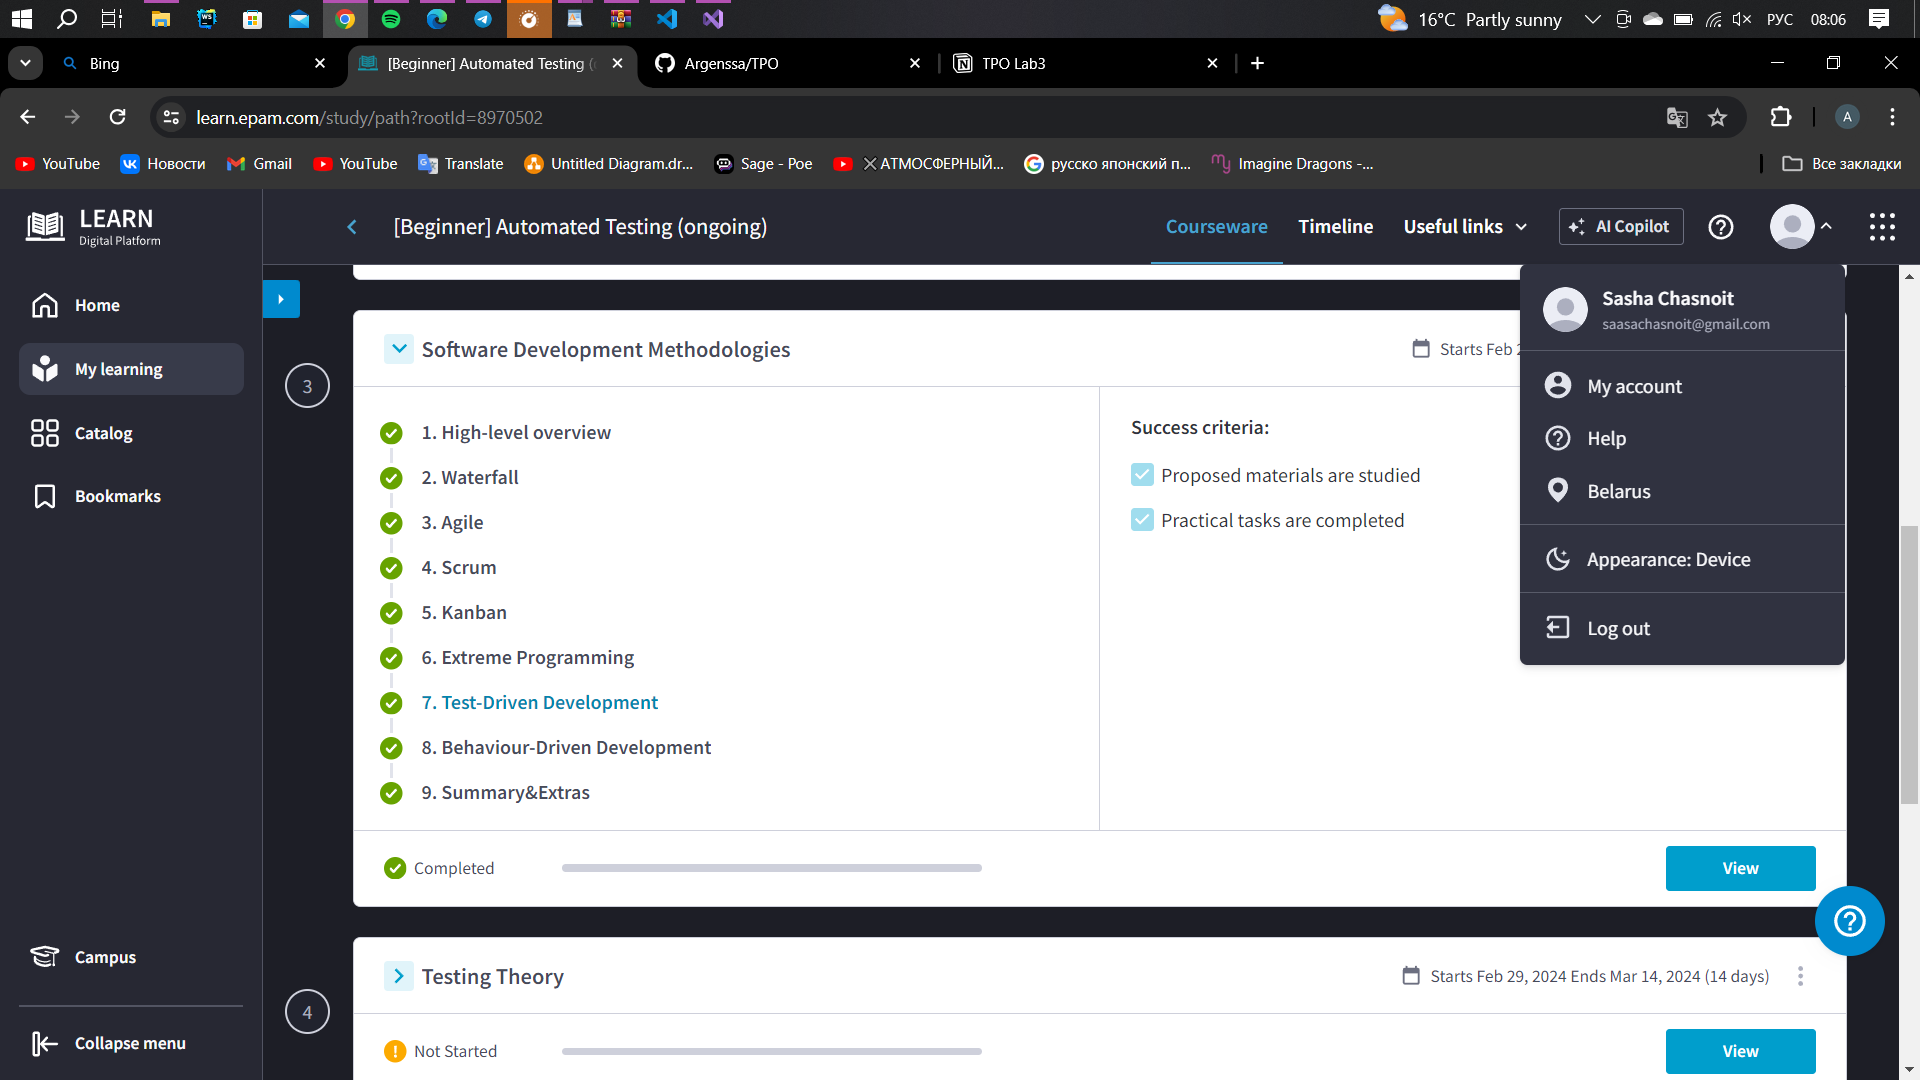 16°C Partly sunny
РУС
08:06
Bing
[Beginner] Automated Testing (
Argenssa/TPO
TPO Lab3
learn.epam.com/study/path?rootId=8970502
A
YouTube
Новости
Gmail
YouTube
Translate
Untitled Diagram.dr...
Sage - Poe
АТМОСФЕРНЫЙ...
русско японский п...
Imagine Dragons -...
Все закладки
LEARN
Digital Platform
[Beginner] Automated Testing (ongoing)
Courseware
Timeline
Useful links
AI Copilot
Home
My learning
Catalog
Bookmarks
Campus
Collapse menu
3
Software Development Methodologies
Starts Feb 2
1. High-level overview
2. Waterfall
3. Agile
4. Scrum
5. Kanban
6. Extreme Programming
7. Test-Driven Development
8. Behaviour-Driven Development
9. Summary&Extras
Success criteria:
Proposed materials are studied
Practical tasks are completed
Sasha Chasnoit
saasachasnoit@gmail.com
My account
Help
Belarus
Appearance: Device
Log out
Completed
View
4
Testing Theory
Starts Feb 29, 2024 Ends Mar 14, 2024 (14 days)
Not Started
View